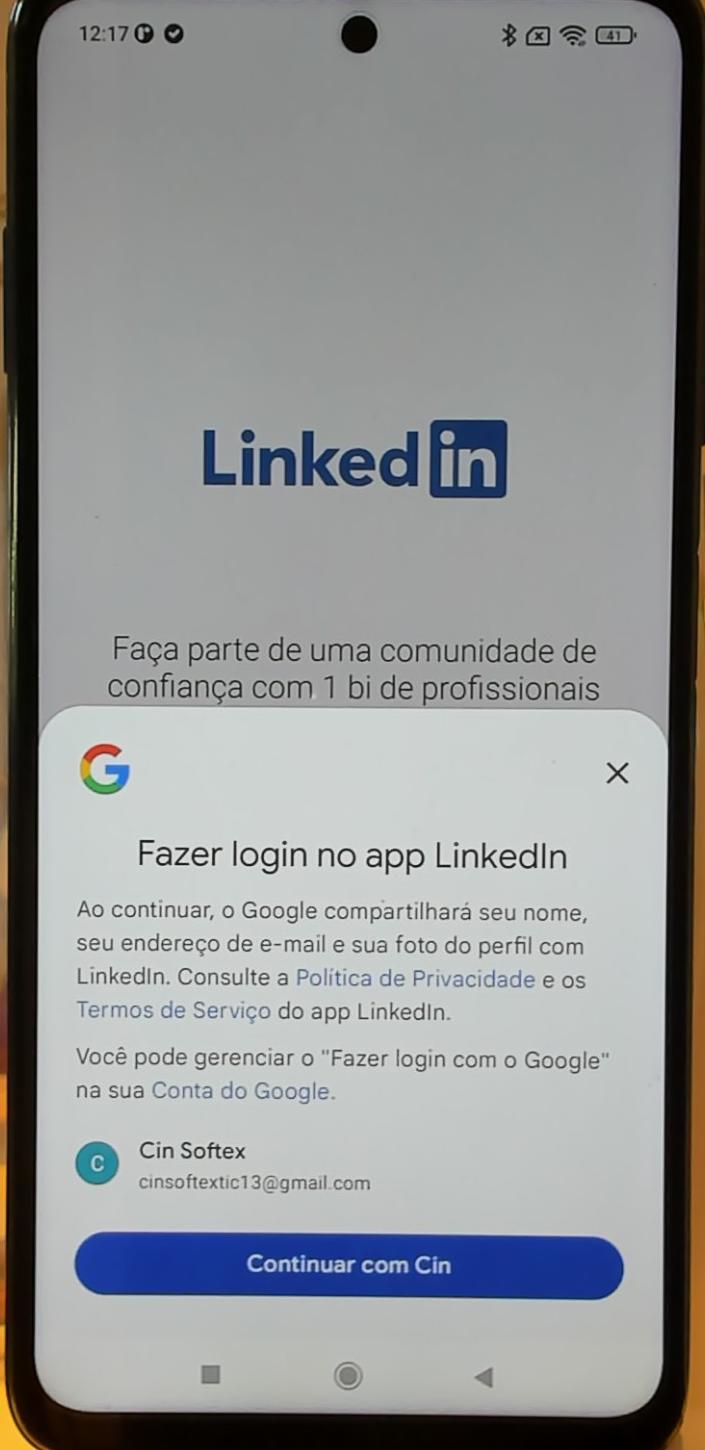 12:17
41
Linked in
Faça parte de uma comunidade de
confiança com 1 bi de profissionais
G
Fazer login no app LinkedIn
Ao continuar, o Google compartilhará seu nome,
seu endereço de e-mail e sua foto do perfil com
LinkedIn. Consulte a Política de Privacidade e os
Termos de Serviço do app LinkedIn.
Você pode gerenciar o "Fazer login com o Google"
na sua Conta do Google.
C
Cin Softex
cinsoftextic13@gmail.com
Continuar com Cin